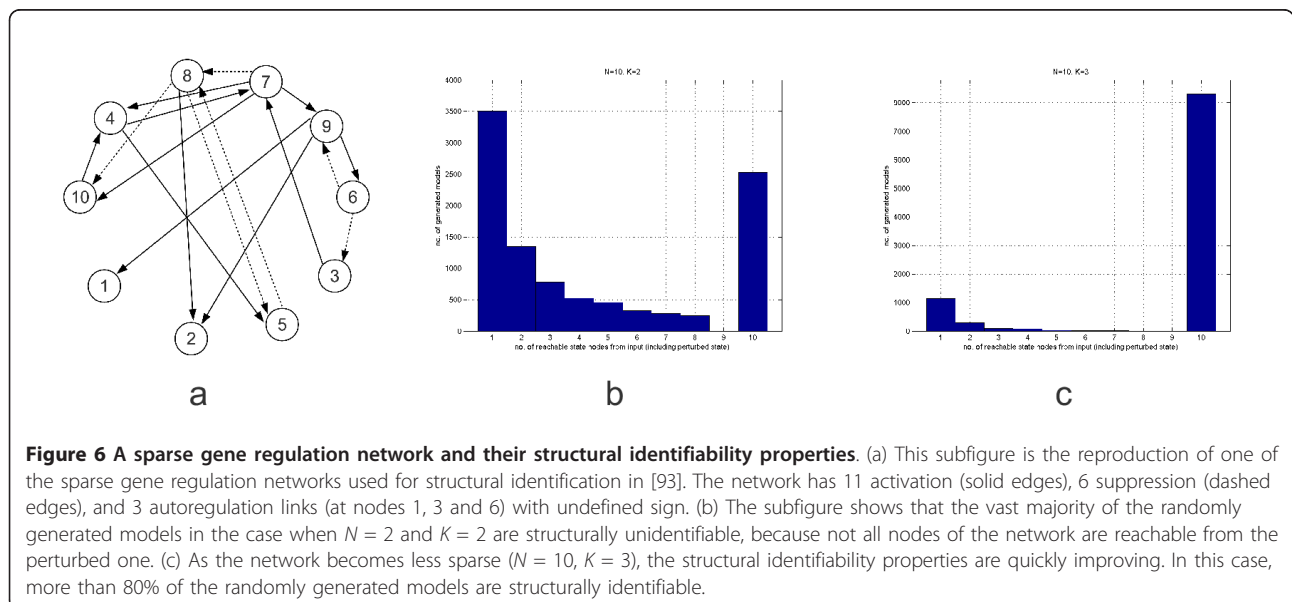 8
7
4
9
10
6
3
1
5
2
a
N=10, K=2
no. of generated models
4000
3500
3000
2500
2000
1500
1000
500
0
1 2 3 4 5 6 7 8 9 10
no. of reachable state nodes from input (including perturbed state)
b
N=10, K=3
no. of generated models
9000
8000
7000
6000
5000
4000
3000
2000
1000
0
1 2 3 4 5 6 7 8 9 10
no. of reachable state nodes from input (including perturbed state)
c
Figure 6 A sparse gene regulation network and their structural identifiability properties. (a) This subfigure is the reproduction of one of
the sparse gene regulation networks used for structural identification in [93]. The network has 11 activation (solid edges), 6 suppression (dashed
edges), and 3 autoregulation links (at nodes 1, 3 and 6) with undefined sign. (b) The subfigure shows that the vast majority of the randomly
generated models in the case when N = 2 and K = 2 are structurally unidentifiable, because not all nodes of the network are reachable from the
perturbed one. (c) As the network becomes less sparse (N = 10, K = 3), the structural identifiability properties are quickly improving. In this case,
more than 80% of the randomly generated models are structurally identifiable.